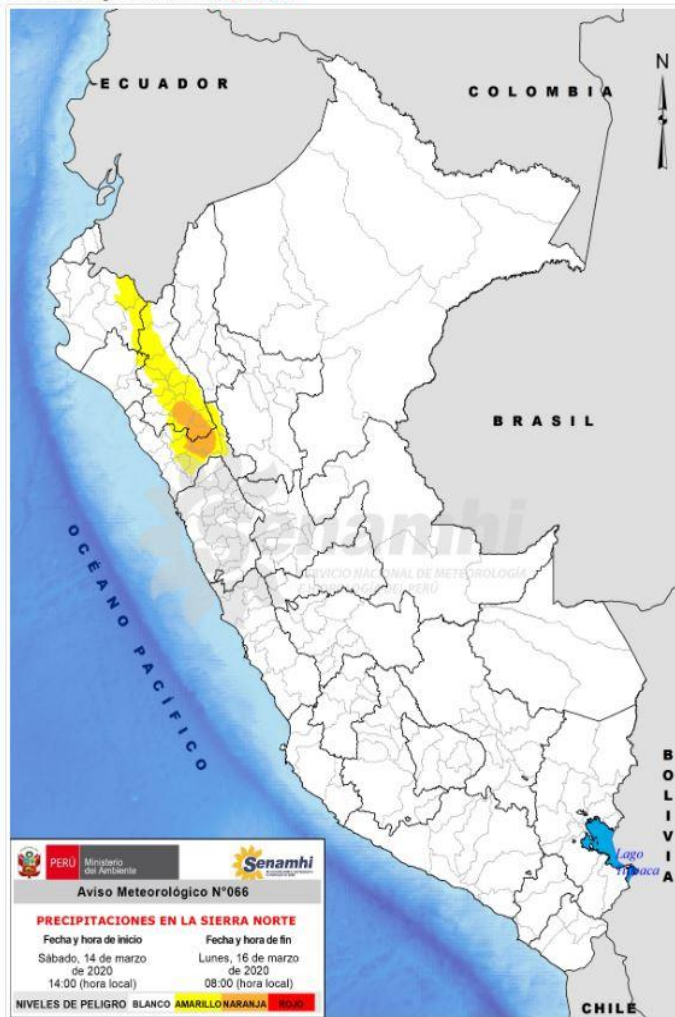 ECUADOR
COLOMBIA
N
BRASIL
OCÉANO PACÍFICO
Senamhi
SERVICIO NACIONAL DE METEOROLOGÍA
E HIDROLOGÍA DEL PERÚ
BOLIVIA
Lago
CHILE
PERÚ Ministerio
del Ambiente
Senamhi
Aviso Meteorológico N°066
PRECIPITACIONES EN LA SIERRA NORTE
Fecha y hora de inicio
Sábado, 14 de marzo
de 2020
14:00 (hora local)
Fecha y hora de fin
Lunes, 16 de marzo
de 2020
08:00 (hora local)
NIVELES DE PELIGRO BLANCO AMARILLO NARANJA ROJO